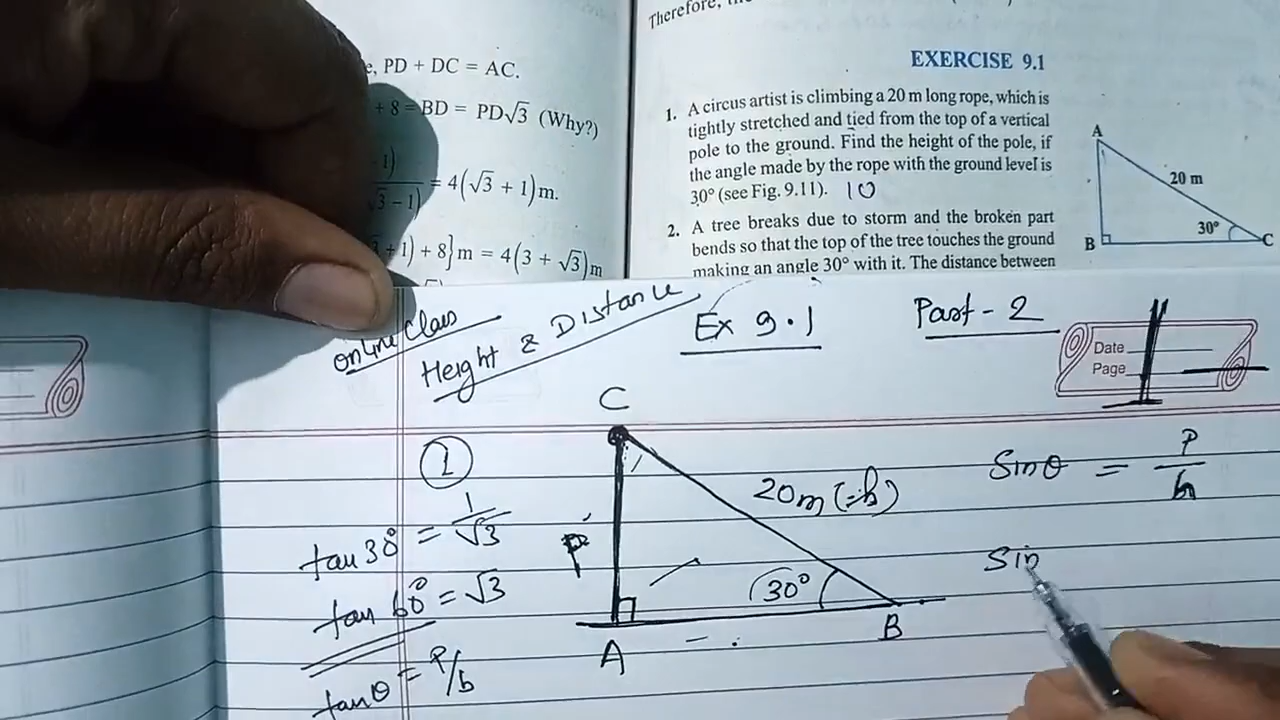 Therefore,
e, PD + DC = AC.
+ 8 = BD = PD√3 (Why?)
= 4(√3 + 1)m.
√3 − 1)
+ 1) + 8}m = 4(3 + √3)m
EXERCISE 9.1
1. A circus artist is climbing a 20 m long rope, which is
tightly stretched and tied from the top of a vertical
pole to the ground. Find the height of the pole, if
the angle made by the rope with the ground level is
30° (see Fig. 9.11). 10
2. A tree breaks due to storm and the broken part
bends so that the top of the tree touches the ground
making an angle 30° with it. The distance between
A
20 m
30°
B
C
Online Class
Height & Distance
Ex 9.1
Part - 2
Date
Page
1
C
20m (=h)
Sinθ = P/h
tan 30° = 1/√3
P
Sin
tan 60° = √3
30°
A
B
tanθ = P/b